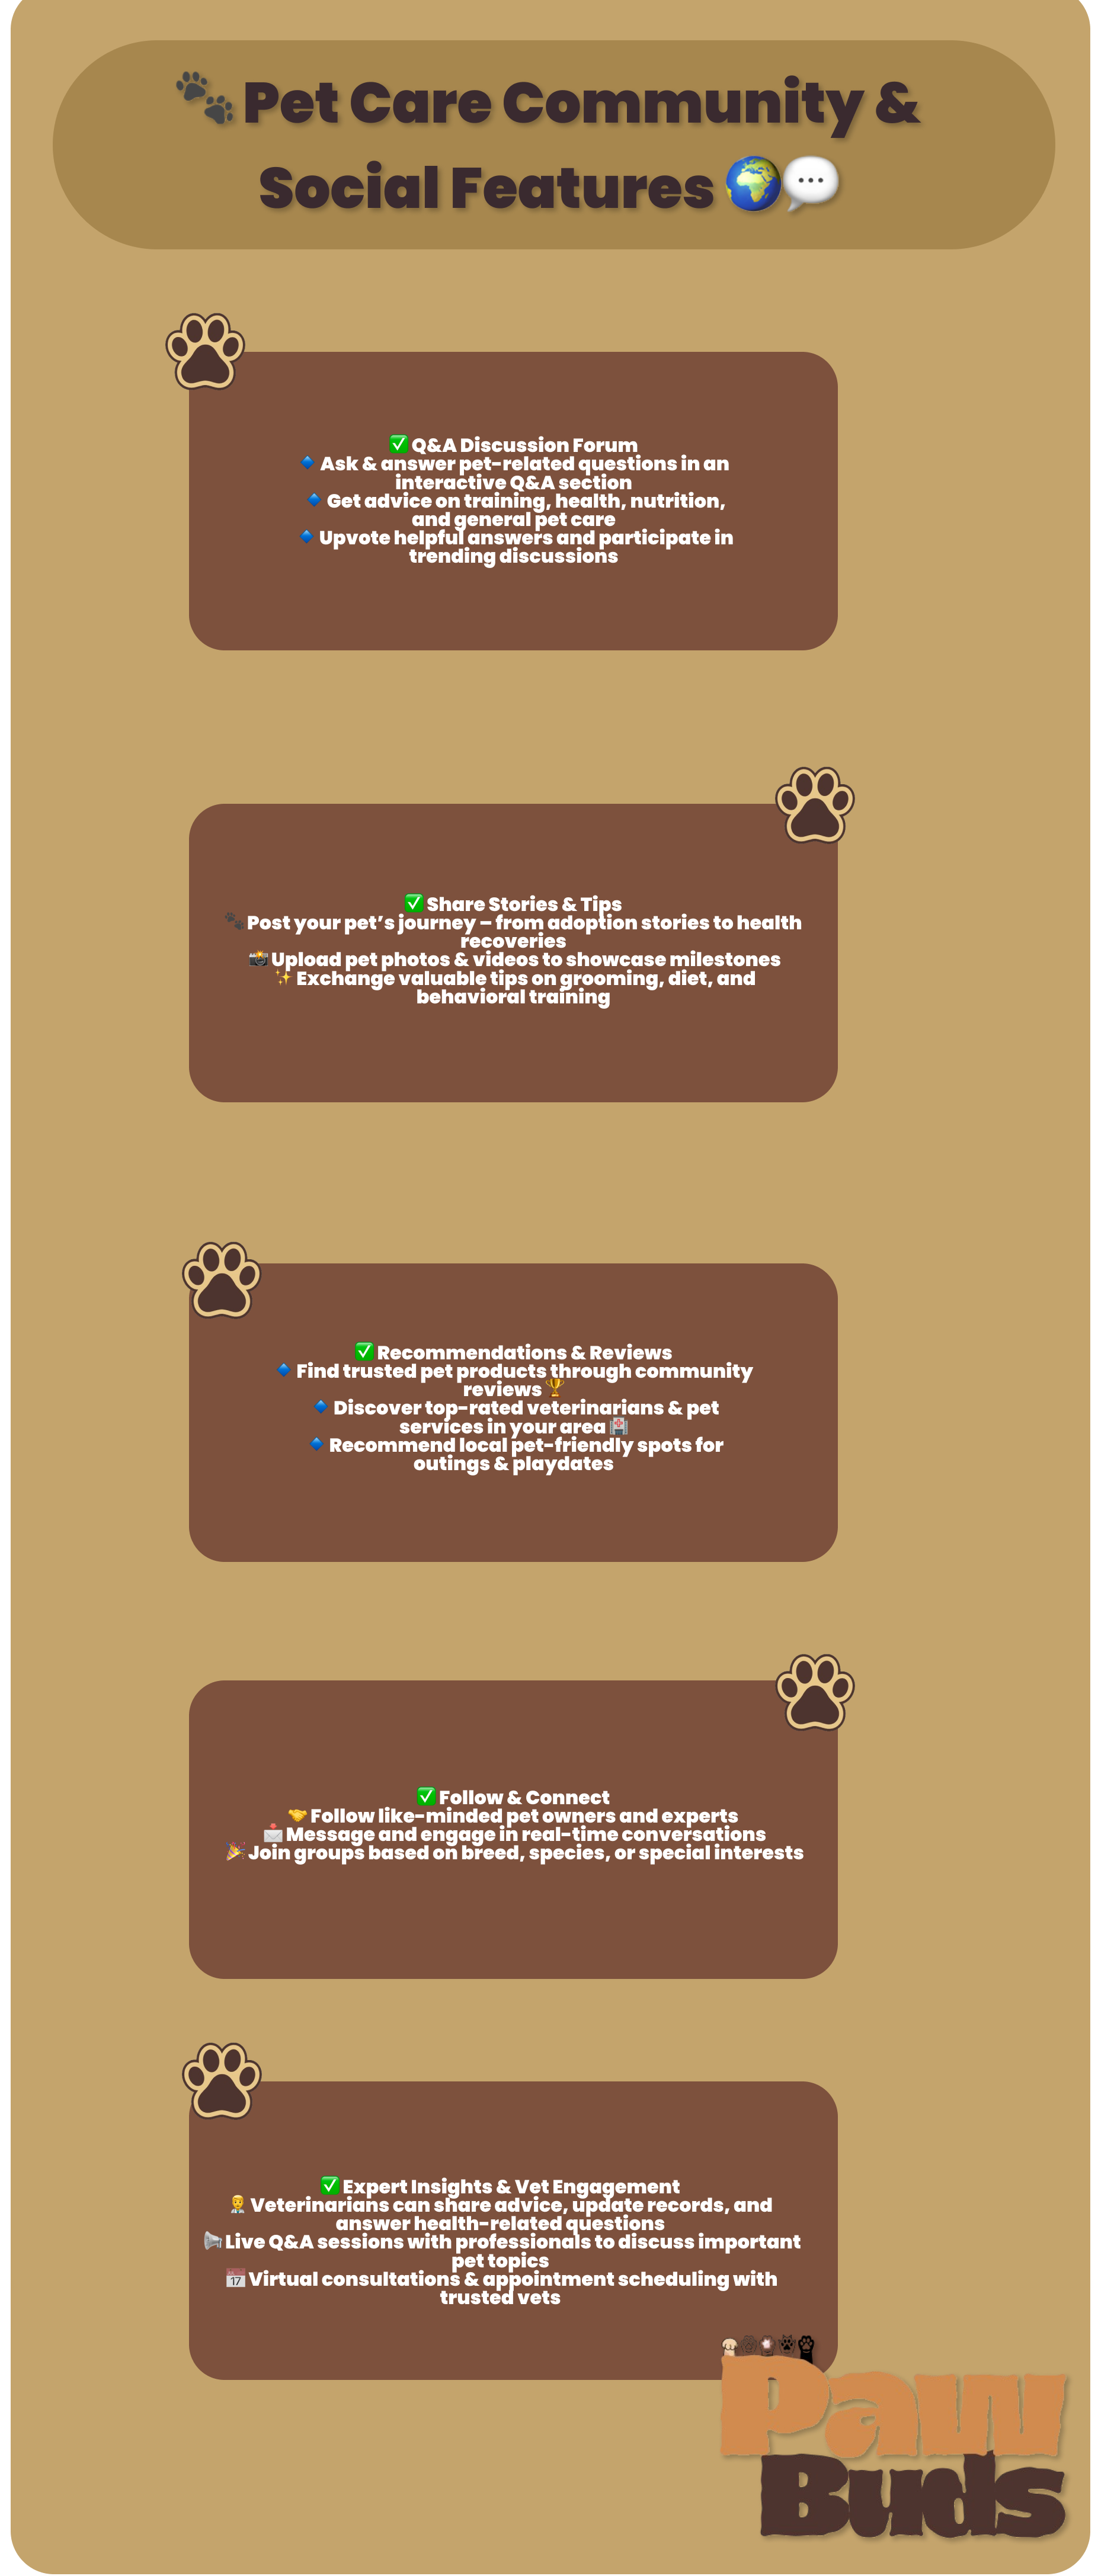 🐾Pet Care Community &
Social Features 🌍💬
✅Q&A Discussion Forum
🔹 Ask & answer pet-related questions in an
interactive Q&A section
🔹 Get advice on training, health, nutrition,
and general pet care
🔹 Upvote helpful answers and participate in
trending discussions
✅Share Stories & Tips
🐾Post your pet’s journey – from adoption stories to health
recoveries
📸Upload pet photos & videos to showcase milestones
✨ Exchange valuable tips on grooming, diet, and
behavioral training
✅Recommendations & Reviews
🔹 Find trusted pet products through community
reviews 🏆
🔹 Discover top-rated veterinarians & pet
services in your area 🏥
🔹 Recommend local pet-friendly spots for
outings & playdates
✅Follow & Connect
🤝Follow like-minded pet owners and experts
📩Message and engage in real-time conversations
🎉Join groups based on breed, species, or special interests
✅Expert Insights & Vet Engagement
👨‍⚕️Veterinarians can share advice, update records, and
answer health-related questions
📢Live Q&A sessions with professionals to discuss important
pet topics
📅Virtual consultations & appointment scheduling with
trusted vets
Paw
Buds